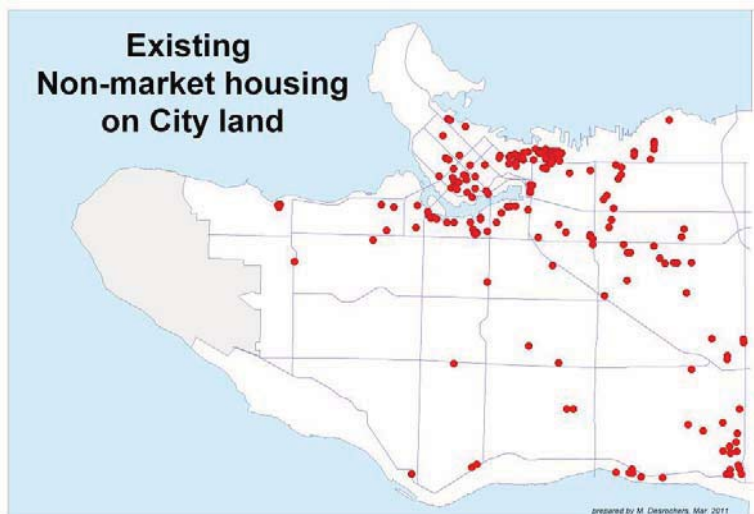 Existing
Non-market housing
on City land
prepared by M. Desrochers, Mar 2011